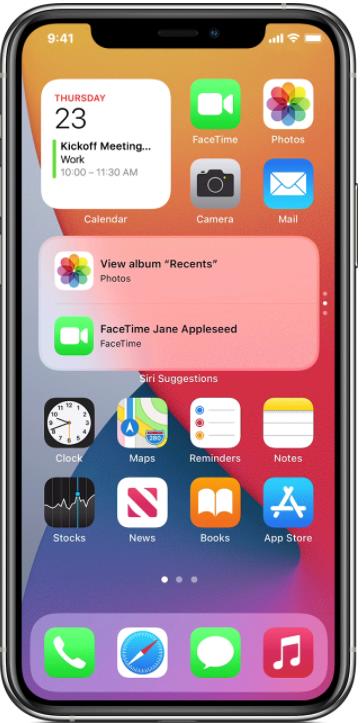 9:41
THURSDAY
23
Kickoff Meeting...
Work
10:00 – 11:30 AM
Calendar
FaceTime
Photos
Camera
Mail
View album “Recents”
Photos
FaceTime Jane Appleseed
FaceTime
Siri Suggestions
Clock
Maps
280
Reminders
Notes
Stocks
News
Books
App Store